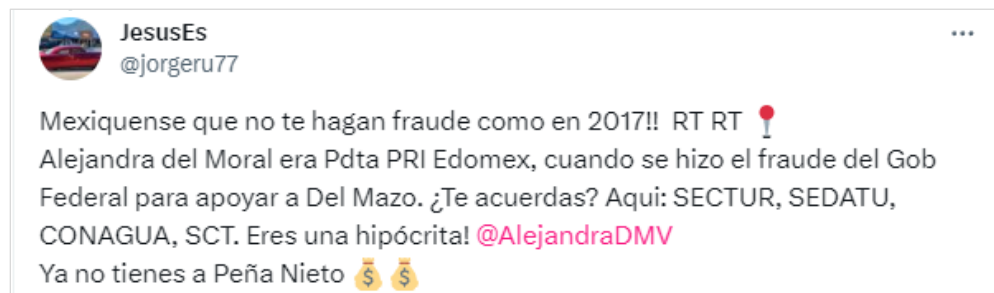 JesusEs
@jorgeru77
Mexiquense que no te hagan fraude como en 2017!! RT RT 📍
Alejandra del Moral era Pdta PRI Edomex, cuando se hizo el fraude del Gob
Federal para apoyar a Del Mazo. ¿Te acuerdas? Aqui: SECTUR, SEDATU,
CONAGUA, SCT. Eres una hipócrita! @AlejandraDMV
Ya no tienes a Peña Nieto 💰 💰